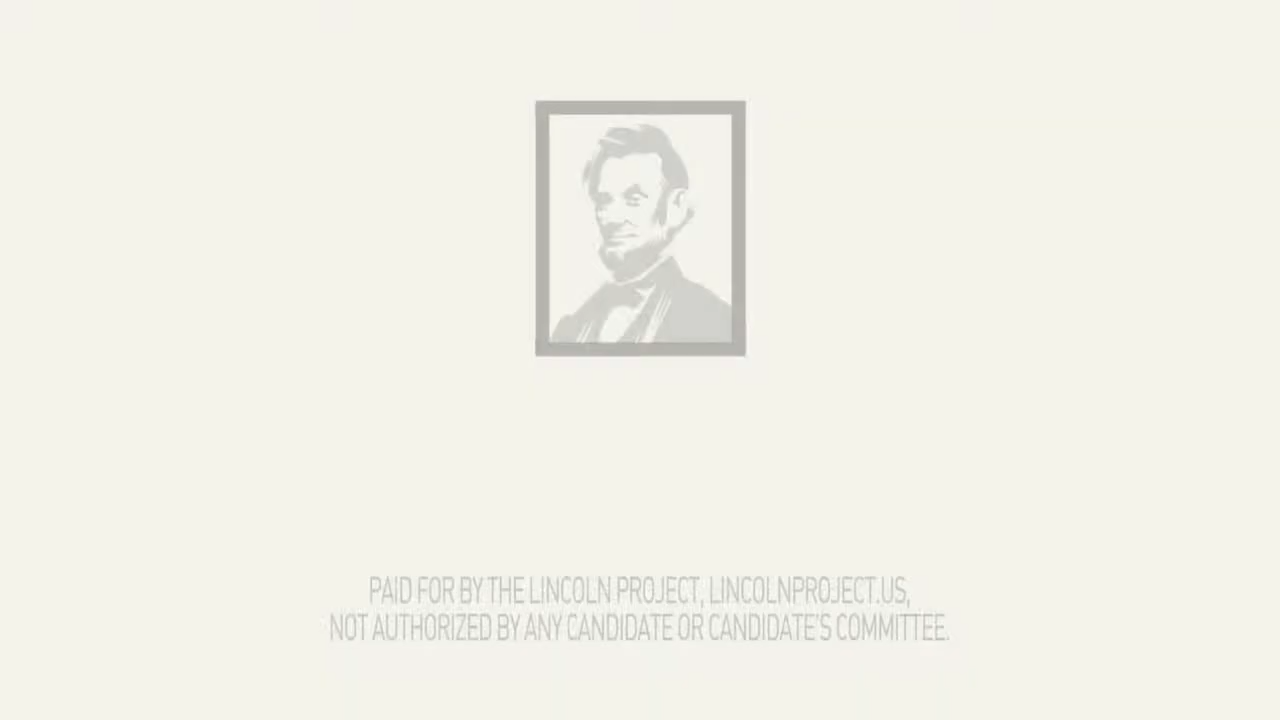 PAID FOR BY THE LINCOLN PROJECT, LINCOLNPROJECT.US,
NOT AUTHORIZED BY ANY CANDIDATE OR CANDIDATE'S COMMITTEE.